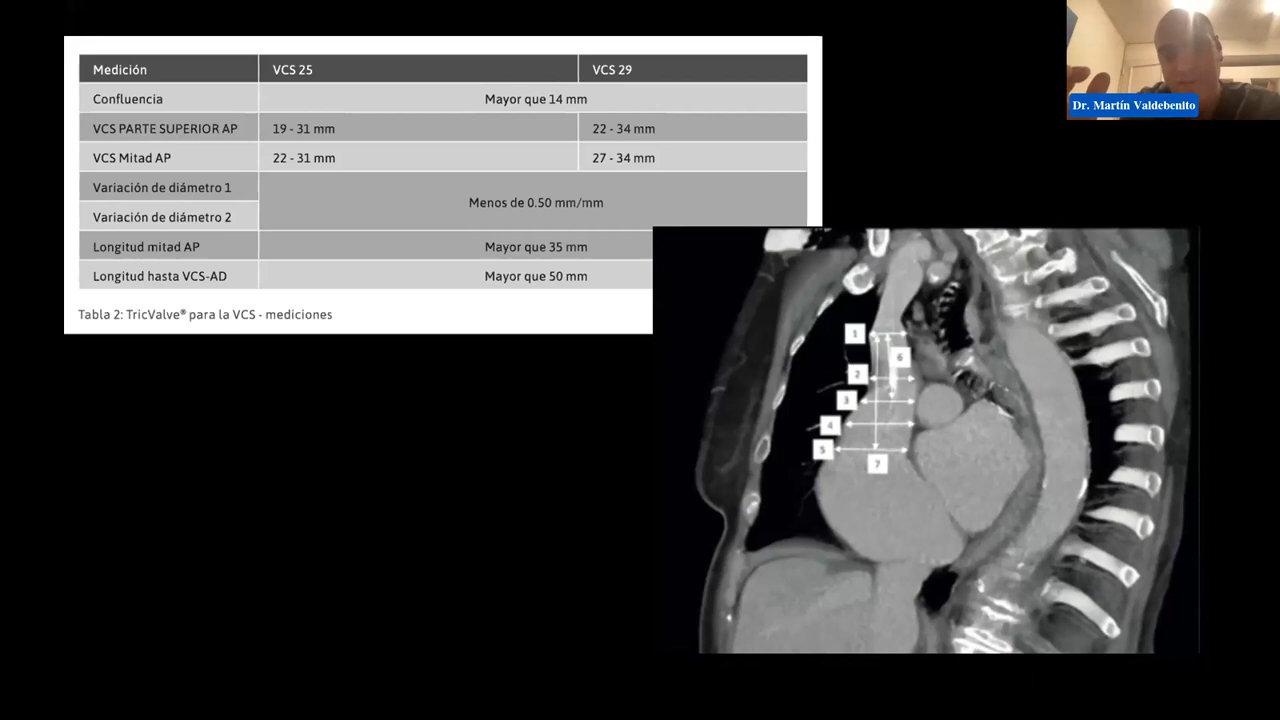 Medición VCS 25 VCS 29
Confluencia Mayor que 14 mm
VCS PARTE SUPERIOR AP 19 - 31 mm 22 - 34 mm
VCS Mitad AP 22 - 31 mm 27 - 34 mm
Variación de diámetro 1
Menos de 0.50 mm/mm
Variación de diámetro 2
Longitud mitad AP Mayor que 35 mm
Longitud hasta VCS-AD Mayor que 50 mm
Tabla 2: TricValve® para la VCS - mediciones
Dr. Martín Valdebenito
1
6
2
3
4
5
7